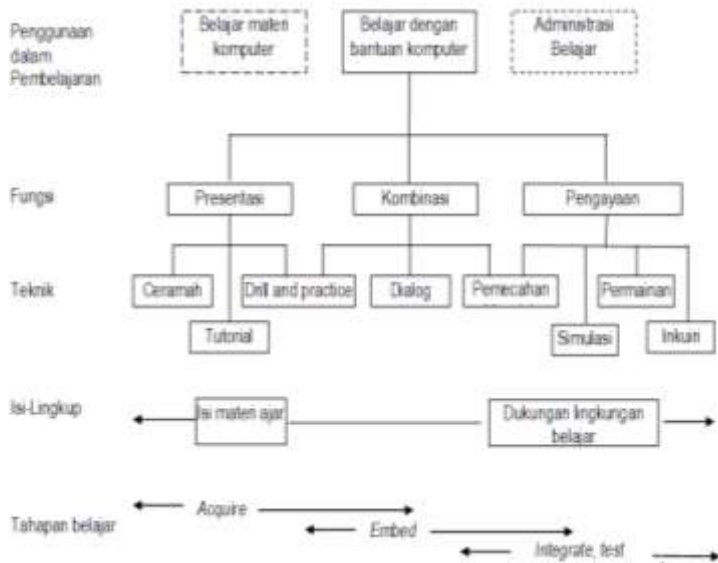 Penggunaan
dalam
Pembelajaran
Belajar materi
komputer
Belajar dengan
bantuan komputer
Administrasi
Belajar
Fungsi
Presentasi
Kombinasi
Pengayaan
Teknik
Ceramah
Drill and practice
Dialog
Pemecahan
Permainan
Tutorial
Simulasi
Inkuiri
Isi-Lingkup
Isi materi ajar
Dukungan lingkungan
belajar
Tahapan belajar
Acquire
Embed
Integrate, test